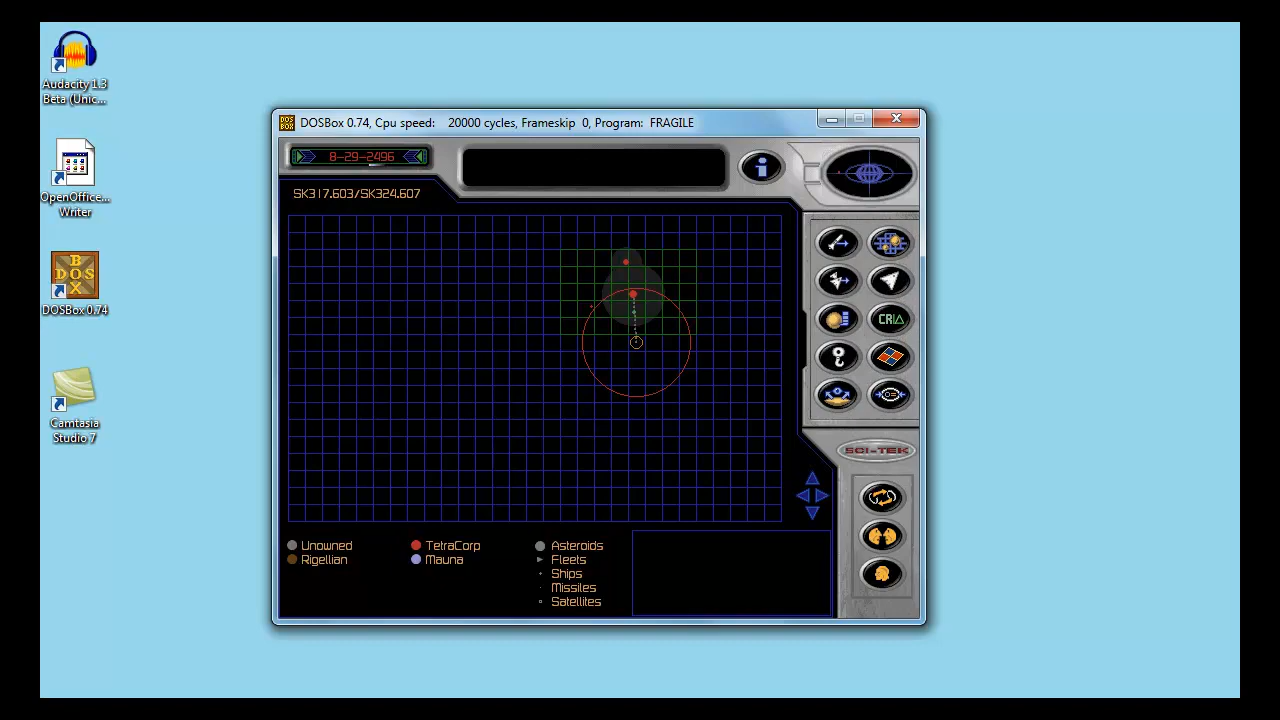 Audacity 1.3
Beta (Unic...
OpenOffice...
Writer
DOSBox 0.74
Camtasia
Studio 7
DOSBox 0.74, Cpu speed: 20000 cycles, Frameskip 0, Program: FRAGILE
8-29-2496
SK317.603/SK324.607
CRIA
SCI-TEK
Unowned
Rigellian
TetraCorp
Mauna
Asteroids
Fleets
Ships
Missiles
Satellites